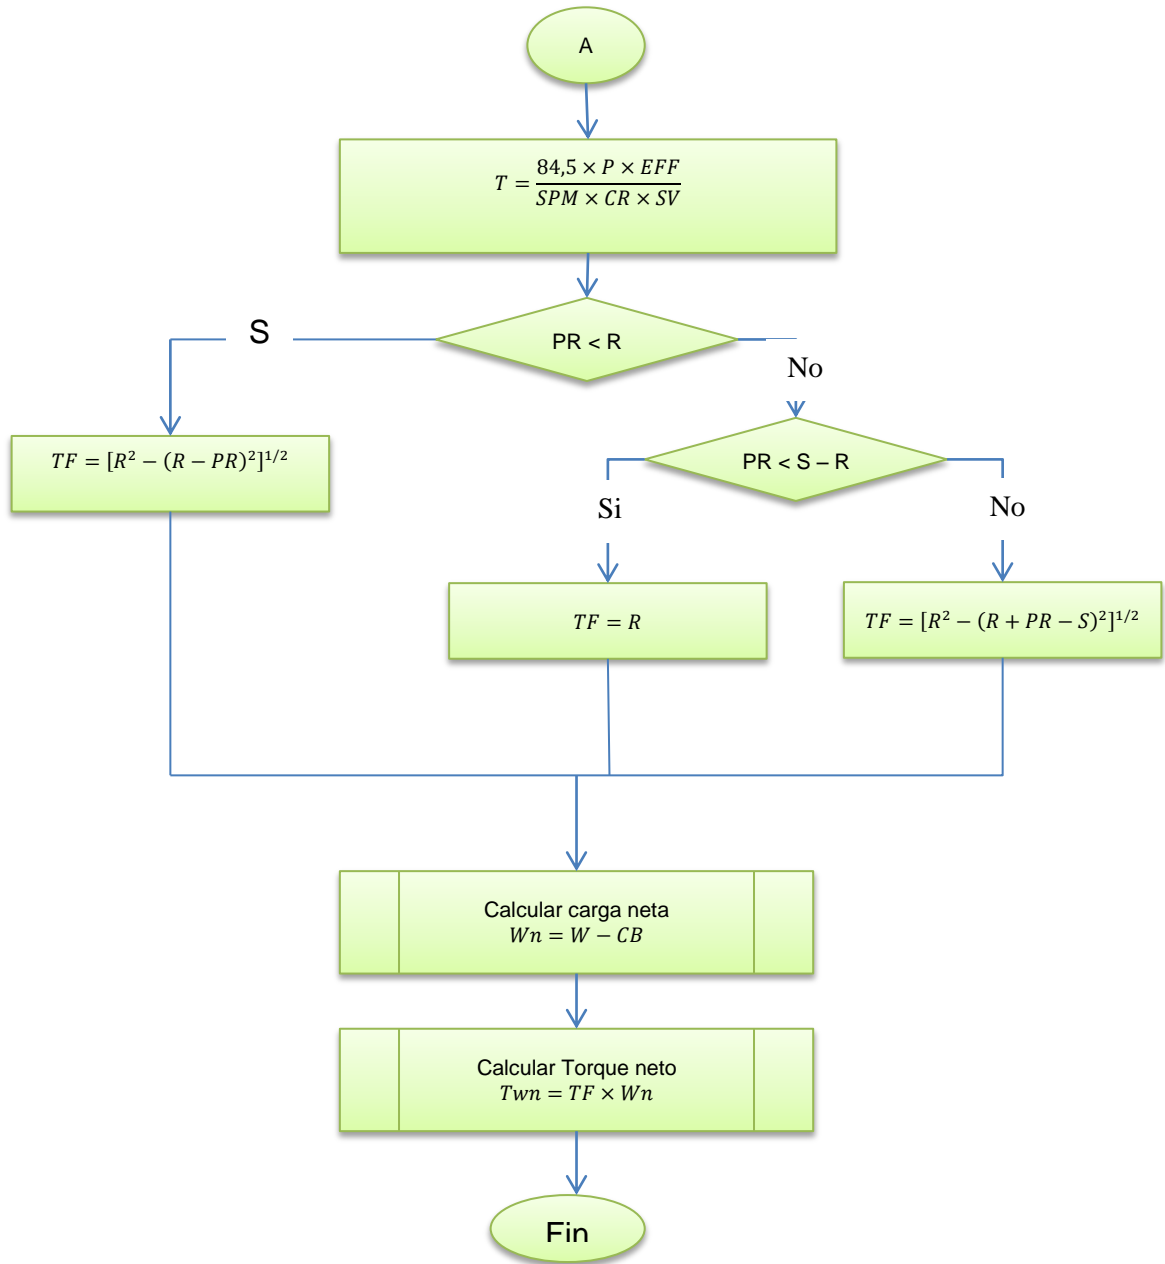 A
T = 84,5 × P × EFF / SPM × CR × SV
PR < R
S
No
TF = [R² − (R − PR)²]^{1/2}
PR < S – R
Si
No
TF = R
TF = [R² − (R + PR − S)²]^{1/2}
Calcular carga neta
Wn = W − CB
Calcular Torque neto
Twn = TF × Wn
Fin